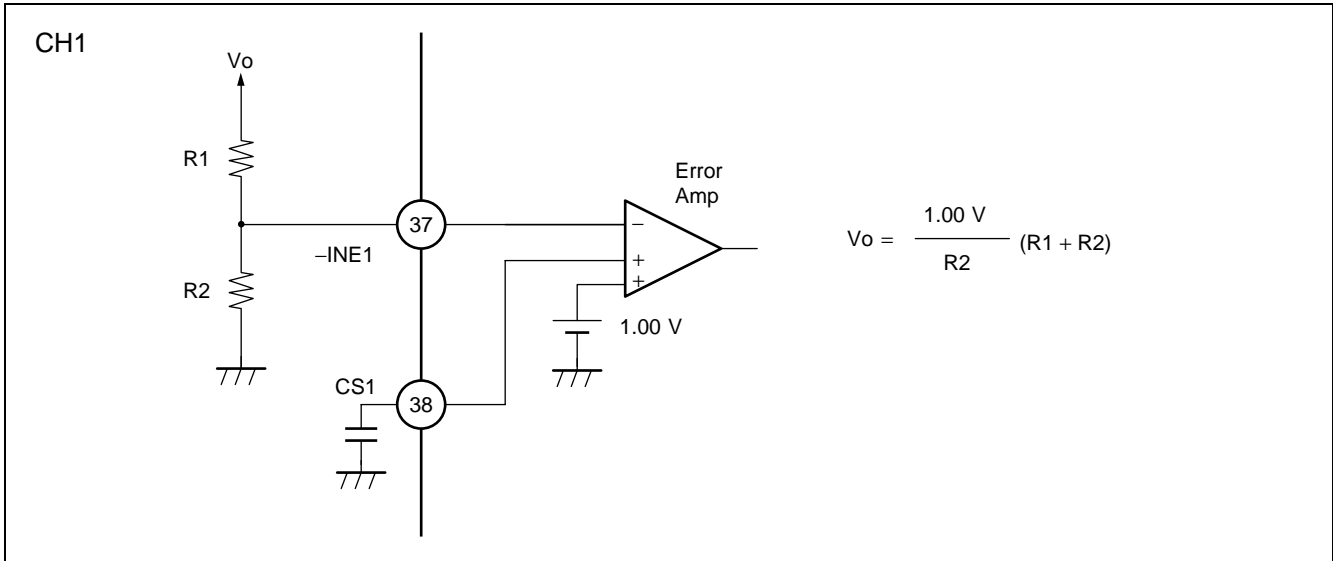 CH1
Vo
R1
R2
−INE1
37
CS1
38
Error
Amp
−
+
+
1.00 V
Vo = 1.00 V / R2 (R1 + R2)